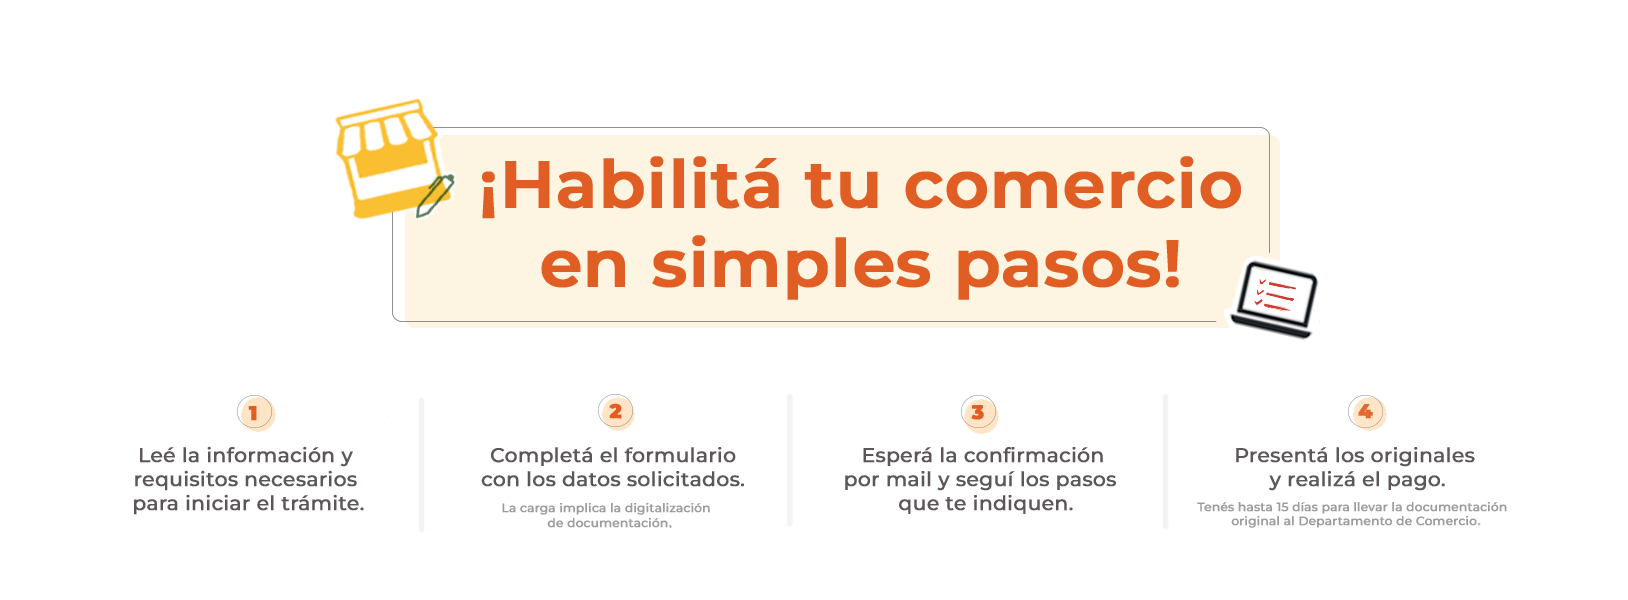 ¡Habilitá tu comercio
en simples pasos!
1
Leé la información y
requisitos necesarios
para iniciar el trámite.
2
Completá el formulario
con los datos solicitados.
La carga implica la digitalización
de documentación.
3
Esperá la confirmación
por mail y seguí los pasos
que te indiquen.
4
Presentá los originales
y realizá el pago.
Tenés hasta 15 días para llevar la documentación
original al Departamento de Comercio.